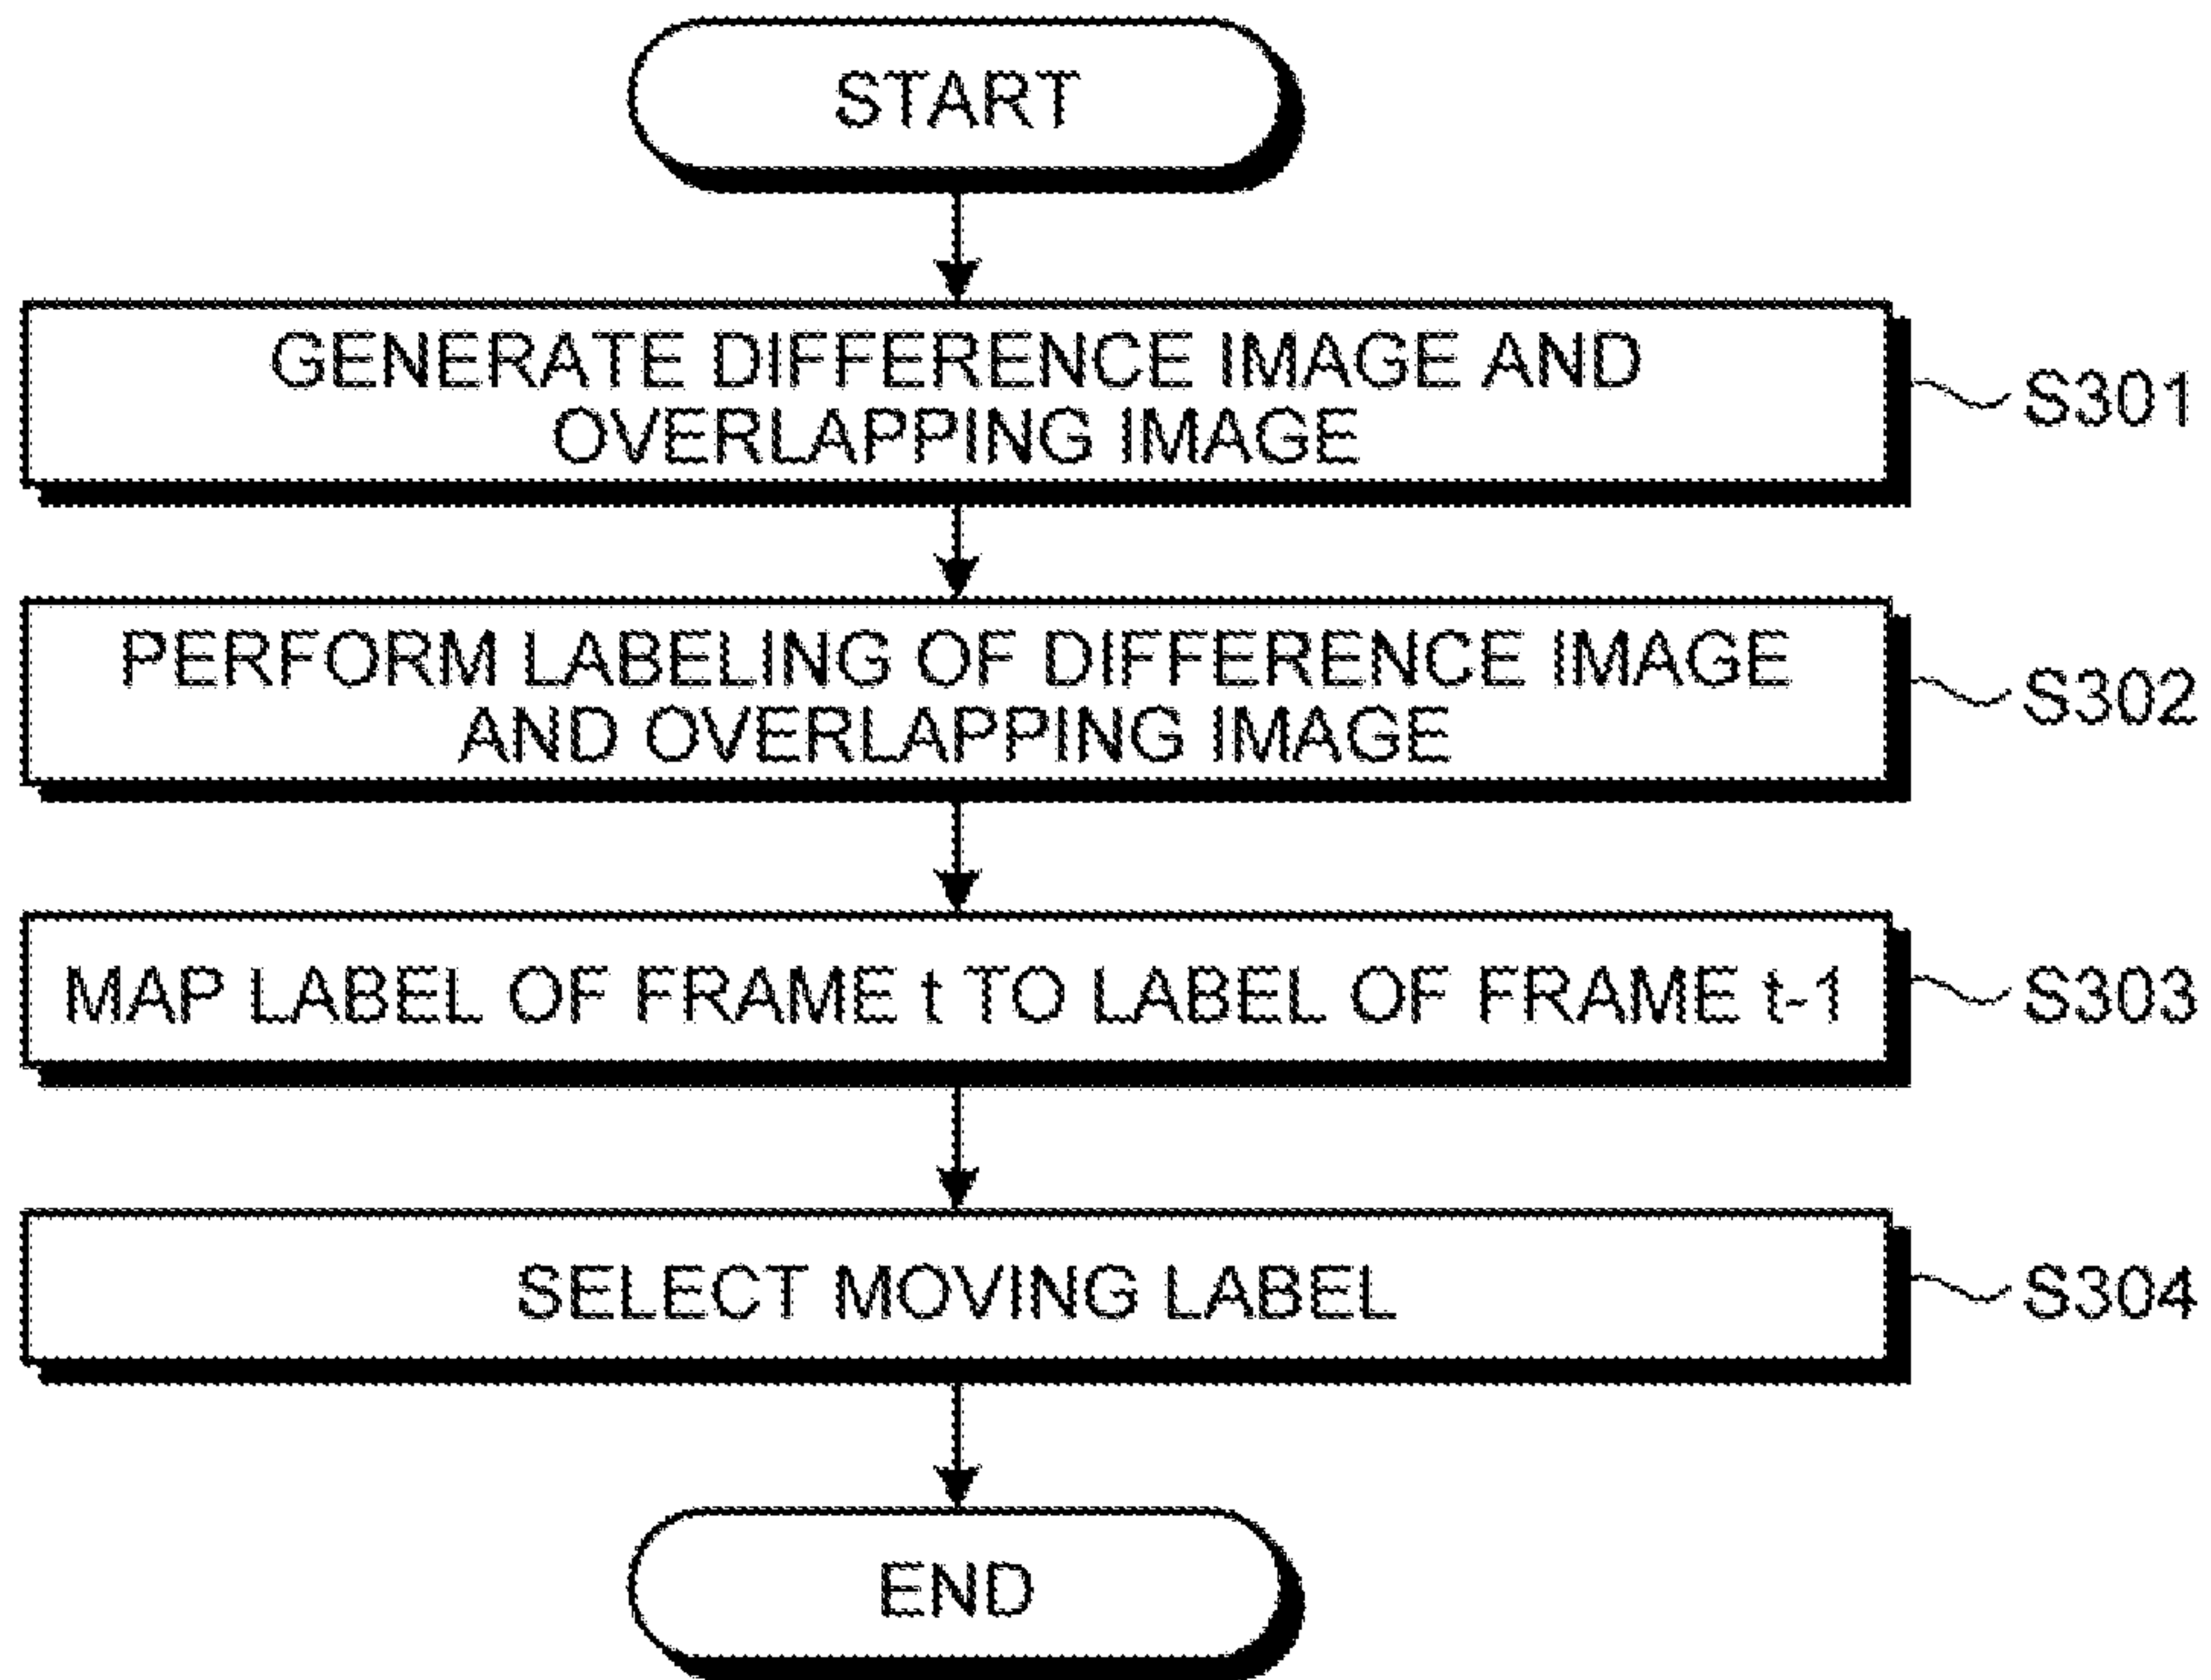 START
GENERATE DIFFERENCE IMAGE AND
OVERLAPPING IMAGE
S301
PERFORM LABELING OF DIFFERENCE IMAGE
AND OVERLAPPING IMAGE
S302
MAP LABEL OF FRAME t TO LABEL OF FRAME t-1
S303
SELECT MOVING LABEL
S304
END